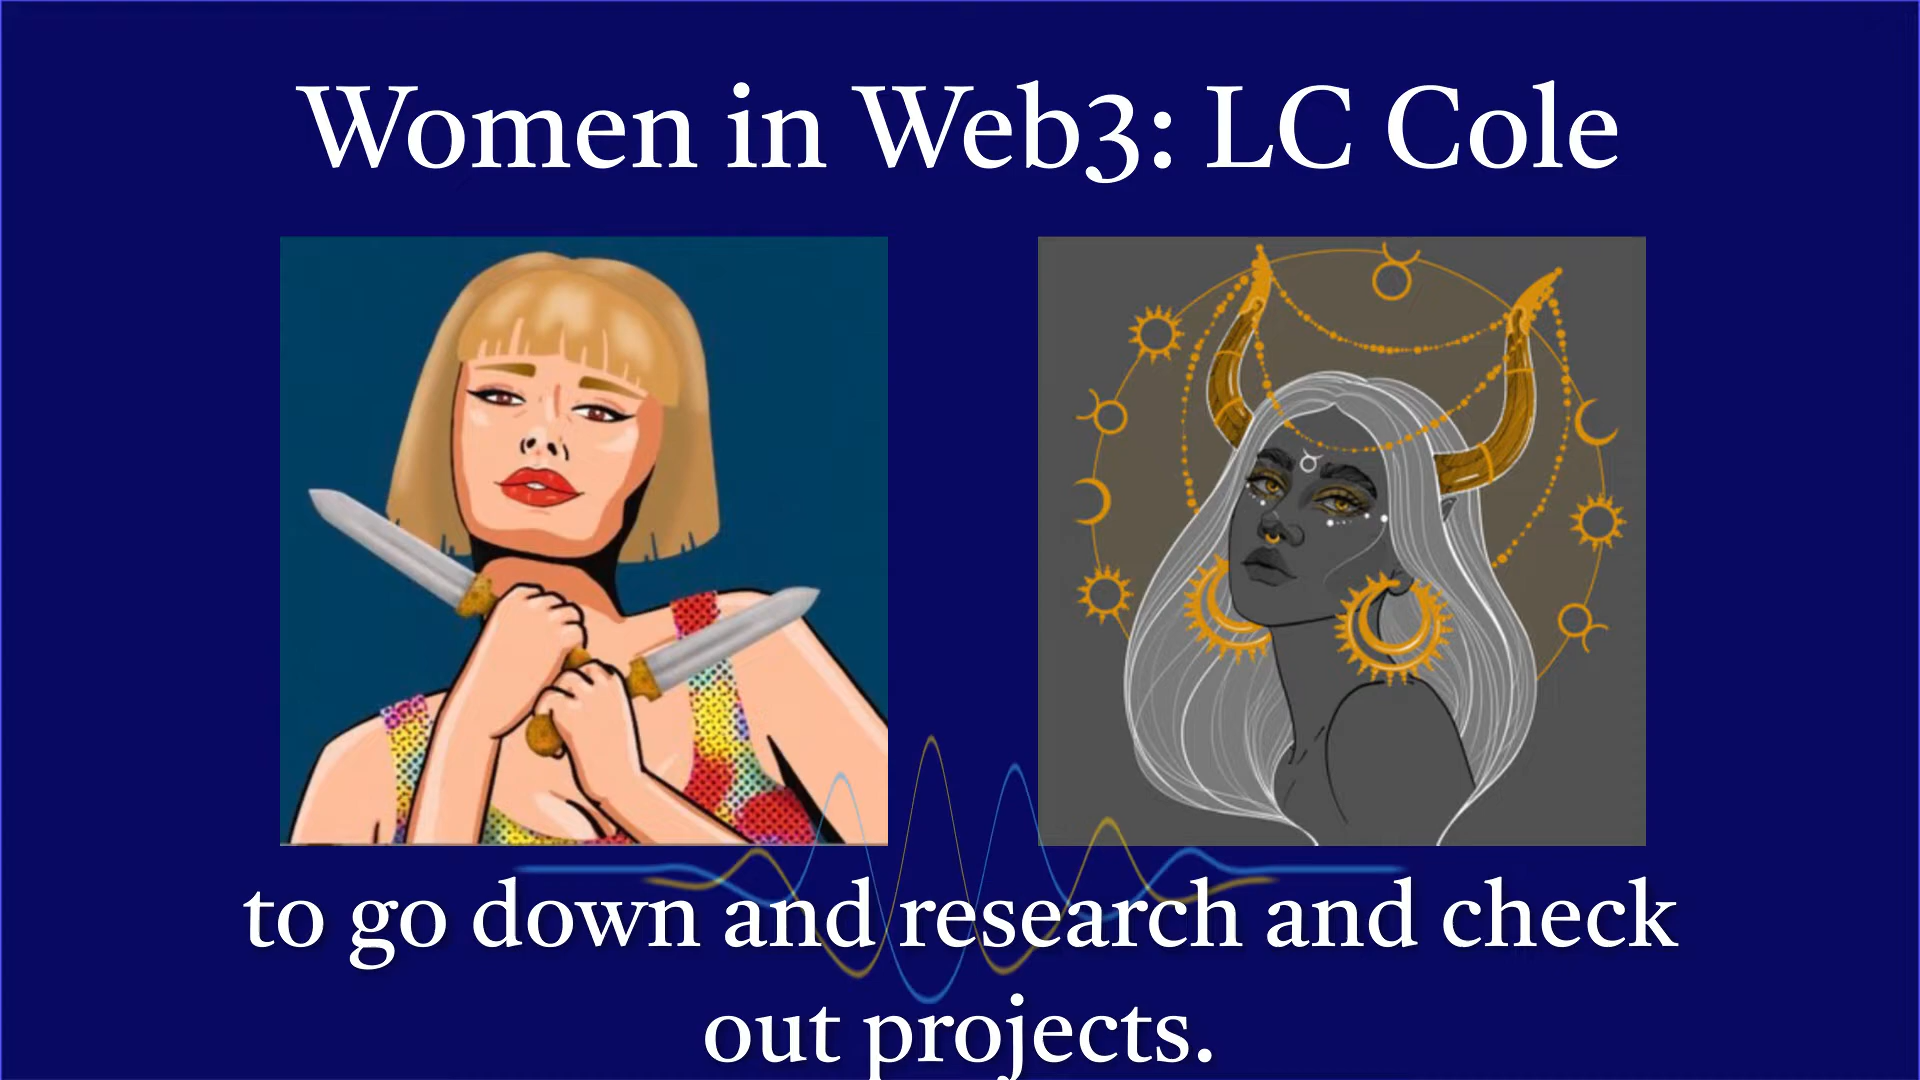 Women in Web3: LC Cole
to go down and research and check
out projects.